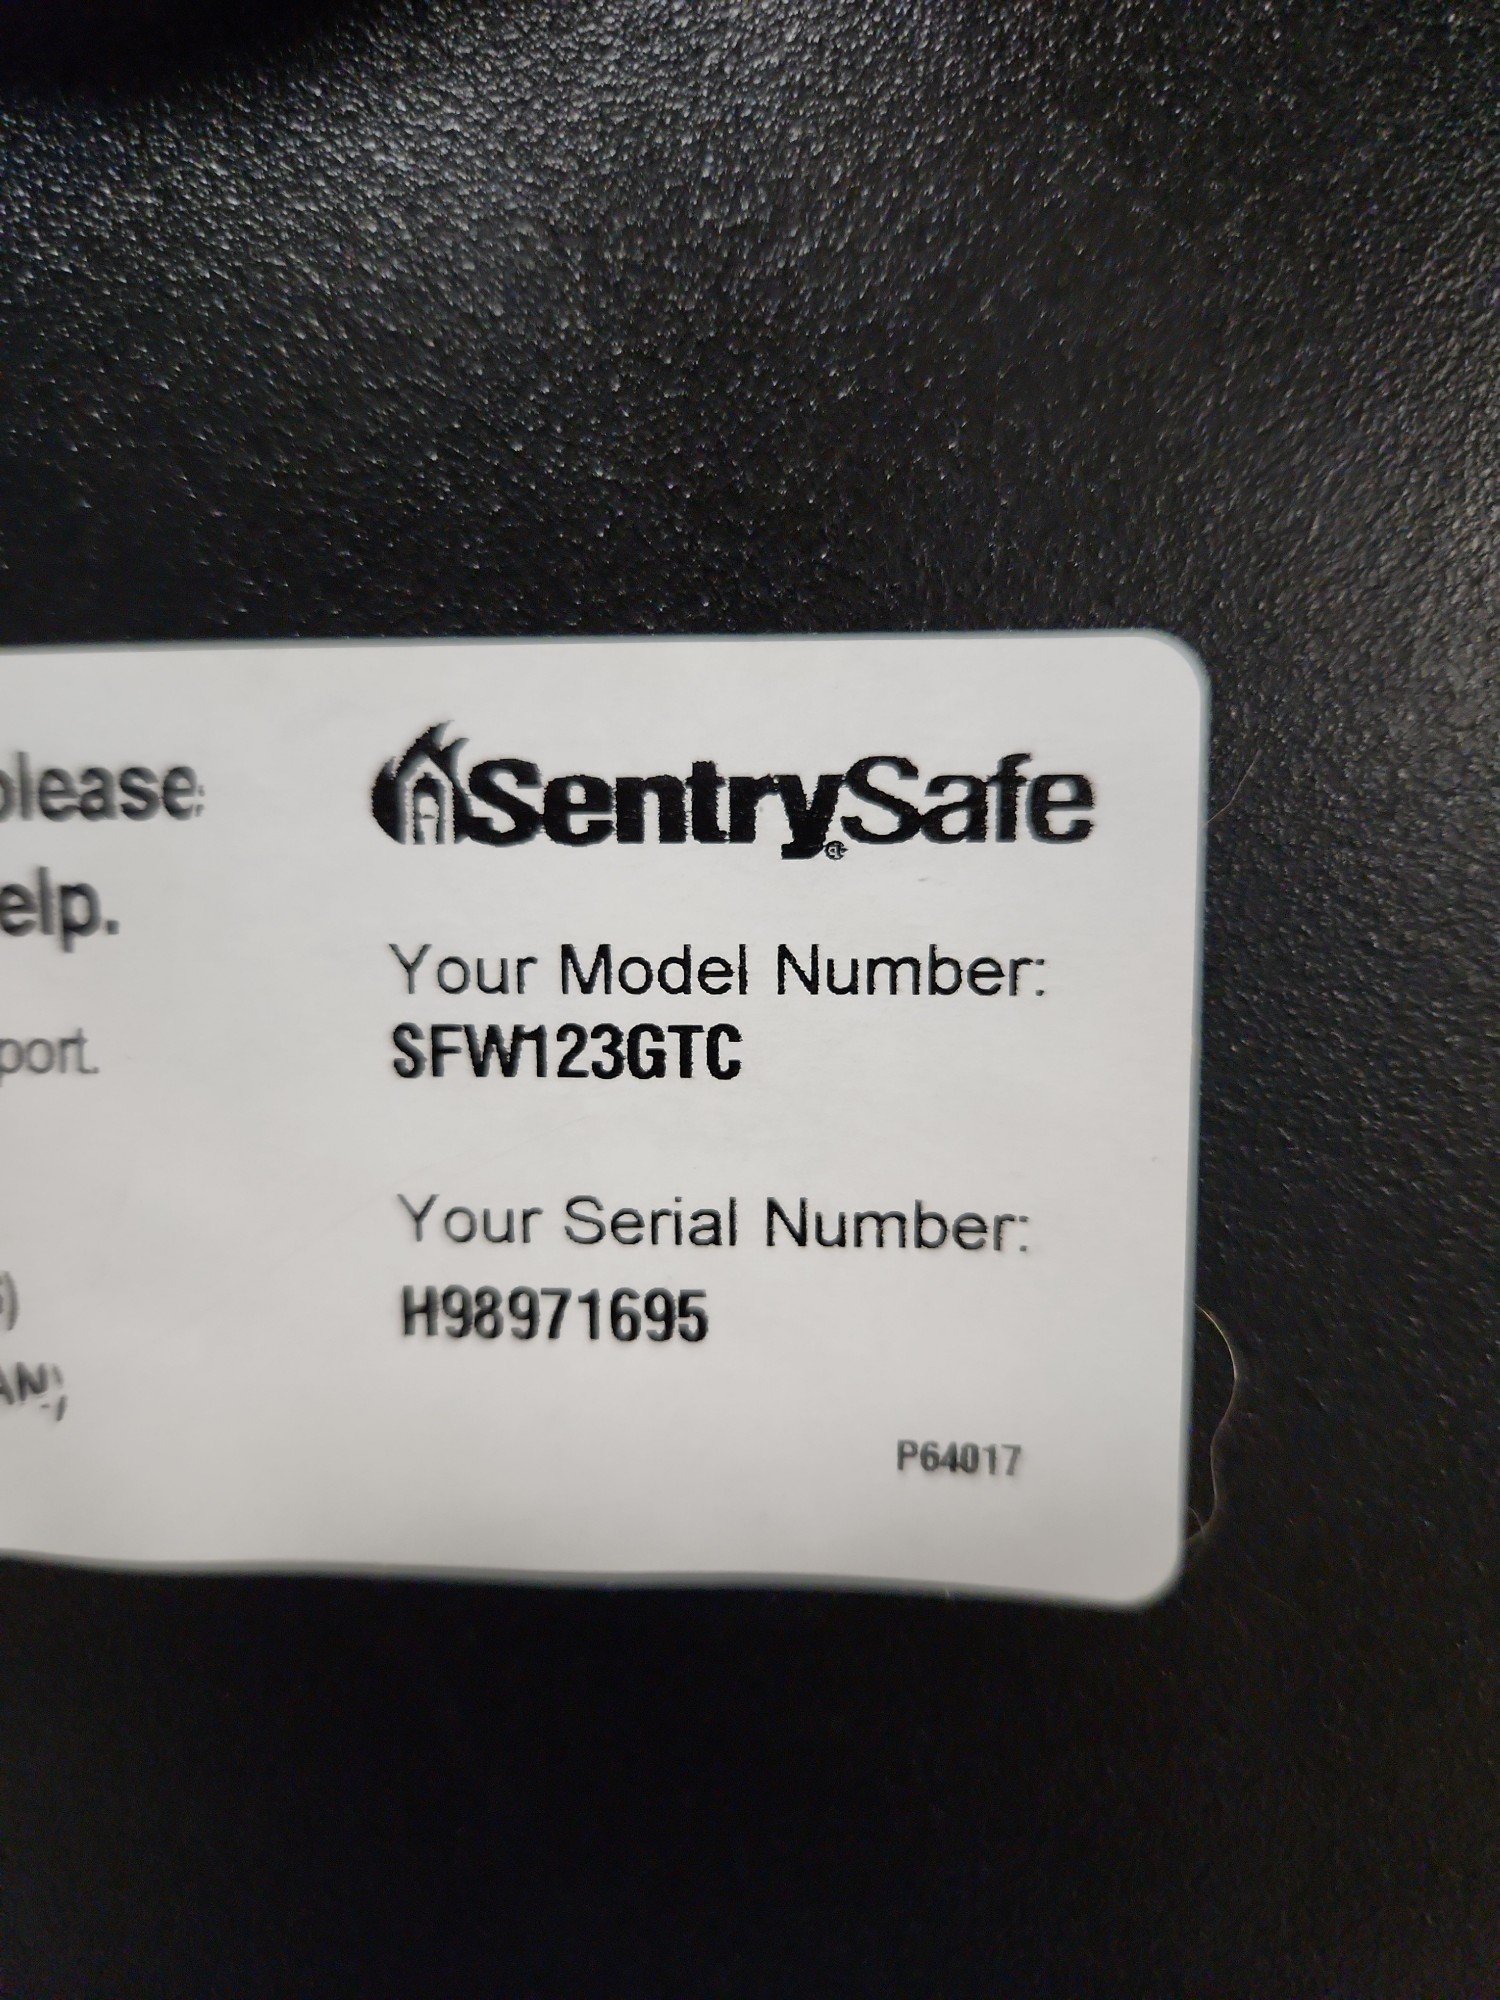 please
SentrySafe®
elp.
Your Model Number:
SFW123GTC
port.
Your Serial Number:
H98971695
P64017